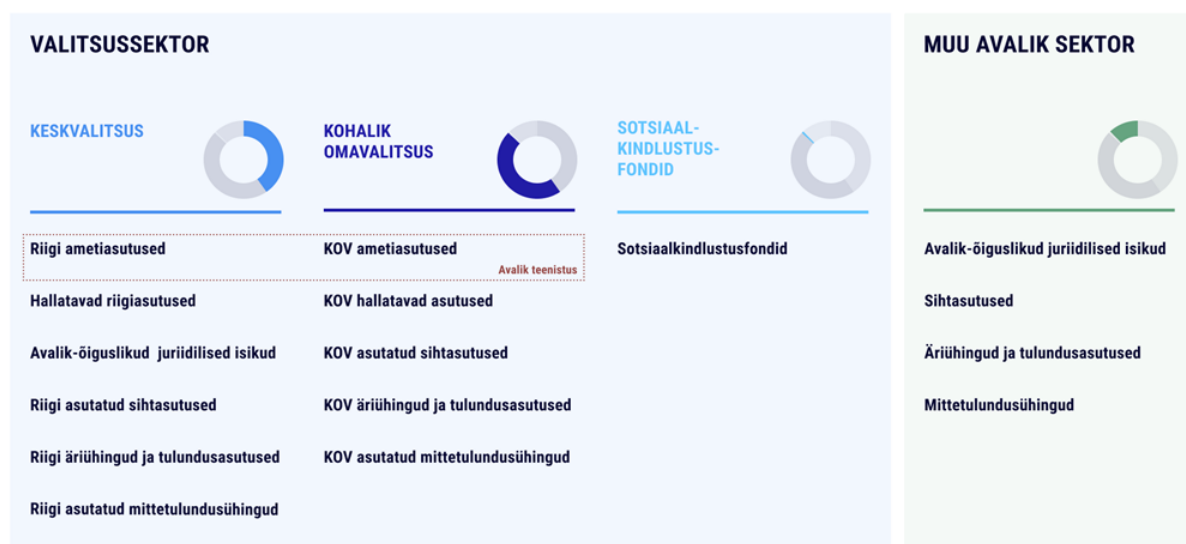 VALITSUSSEKTOR
KESKVALITSUS
Riigi ametiasutused
Hallatavad riigiasutused
Avalik-õiguslikud juriidilised isikud
Riigi asutatud sihtasutused
Riigi äriühingud ja tulundusasutused
Riigi asutatud mittetulundusühingud
KOHALIK
OMAVALITSUS
KOV ametiasutused
Avalik teenistus
KOV hallatavad asutused
KOV asutatud sihtasutused
KOV äriühingud ja tulundusasutused
KOV asutatud mittetulundusühingud
SOTSIAAL-
KINDLUSTUS-
FONDID
Sotsiaalkindlustusfondid
MUU AVALIK SEKTOR
Avalik-õiguslikud juriidilised isikud
Sihtasutused
Äriühingud ja tulundusasutused
Mittetulundusühingud